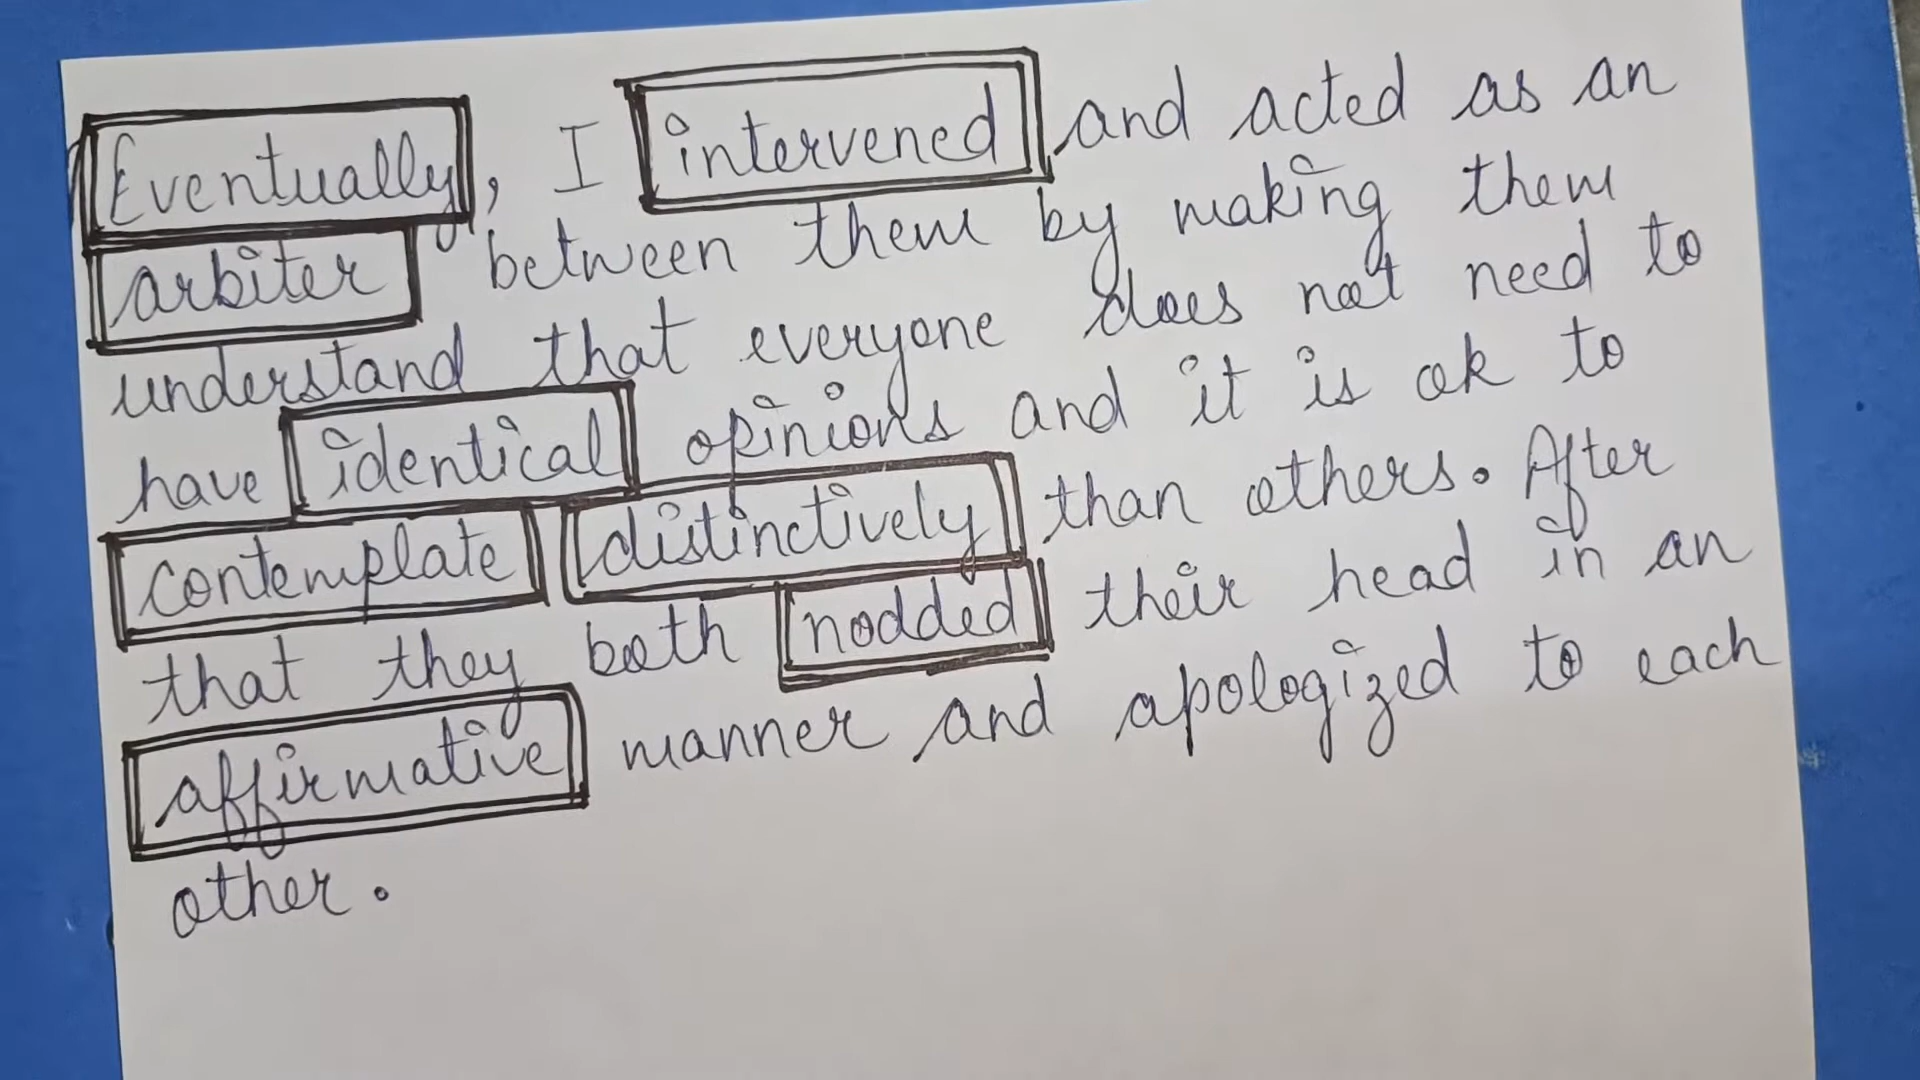 Eventually, I intervened and acted as an
arbiter between them by making them
understand that everyone does not need to
have identical opinions and it is ok to
contemplate distinctively than others. After
that they both nodded their head in an
affirmative manner and apologized to each
other.